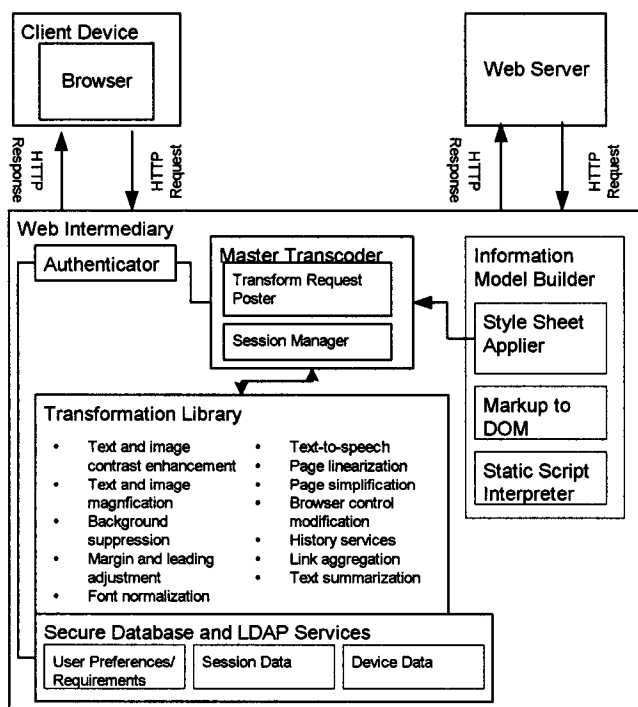 Client Device
Browser
Web Server
HTTP
Response
HTTP
Request
HTTP
Response
HTTP
Request
Web Intermediary
Authenticator
Master Transcoder
Transform Request
Poster
Session Manager
Information
Model Builder
Style Sheet
Applier
Markup to
DOM
Static Script
Interpreter
Transformation Library
• Text and image
contrast enhancement
• Text and image
magnfication
• Background
suppression
• Margin and leading
adjustment
• Font normalization
• Text-to-speech
• Page linearization
• Page simplification
• Browser control
modification
• History services
• Link aggregation
• Text summarization
Secure Database and LDAP Services
User Preferences/
Requirements
Session Data
Device Data